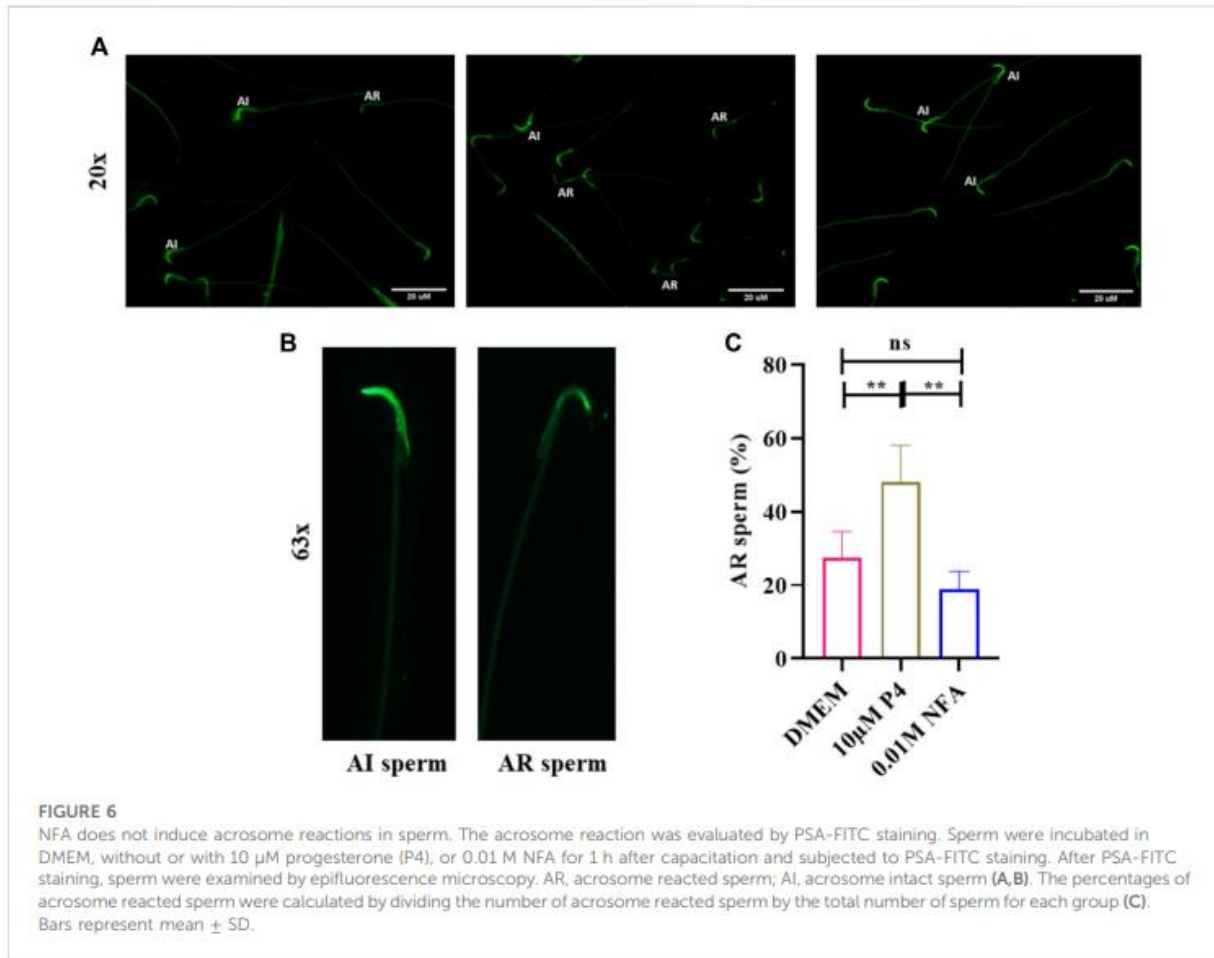 A
20x
AI
AR
AI
20 uM
AI
AR
AR
AR
20 uM
AI
AI
AI
20 uM
B
63x
AI sperm
AR sperm
C
ns
**
**
AR sperm (%)
80
60
40
20
0
DMEM
10µM P4
0.01M NFA
FIGURE 6
NFA does not induce acrosome reactions in sperm. The acrosome reaction was evaluated by PSA-FITC staining. Sperm were incubated in
DMEM, without or with 10 µM progesterone (P4), or 0.01 M NFA for 1 h after capacitation and subjected to PSA-FITC staining. After PSA-FITC
staining, sperm were examined by epifluorescence microscopy. AR, acrosome reacted sperm; AI, acrosome intact sperm (A,B). The percentages of
acrosome reacted sperm were calculated by dividing the number of acrosome reacted sperm by the total number of sperm for each group (C).
Bars represent mean ± SD.